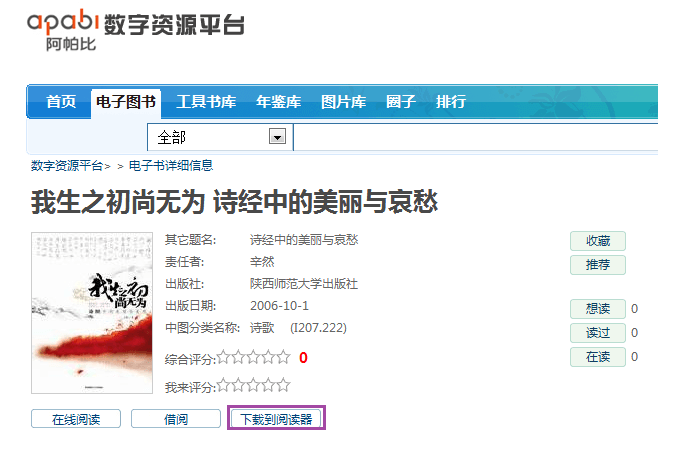 apabi 数字资源平台
阿帕比
首页 电子图书 工具书库 年鉴库 图片库 圈子 排行
全部
数字资源平台> > 电子书详细信息
我生之初尚无为 诗经中的美丽与哀愁
我生之初
尚无为
其它题名: 诗经中的美丽与哀愁
责任者: 辛然
出版社: 陕西师范大学出版社
出版日期: 2006-10-1
中图分类名称: 诗歌 (I207.222)
综合评分: 0
我来评分:
收藏
推荐
想读 0
读过 0
在读 0
在线阅读 借阅 下载到阅读器